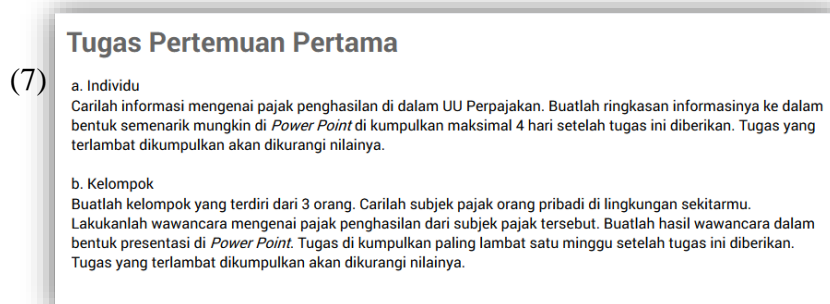 Tugas Pertemuan Pertama
(7)
a. Individu
Carilah informasi mengenai pajak penghasilan di dalam UU Perpajakan. Buatlah ringkasan informasinya ke dalam
bentuk semenarik mungkin di Power Point di kumpulkan maksimal 4 hari setelah tugas ini diberikan. Tugas yang
terlambat dikumpulkan akan dikurangi nilainya.
b. Kelompok
Buatlah kelompok yang terdiri dari 3 orang. Carilah subjek pajak orang pribadi di lingkungan sekitarmu.
Lakukanlah wawancara mengenai pajak penghasilan dari subjek pajak tersebut. Buatlah hasil wawancara dalam
bentuk presentasi di Power Point. Tugas di kumpulkan paling lambat satu minggu setelah tugas ini diberikan.
Tugas yang terlambat dikumpulkan akan dikurangi nilainya.